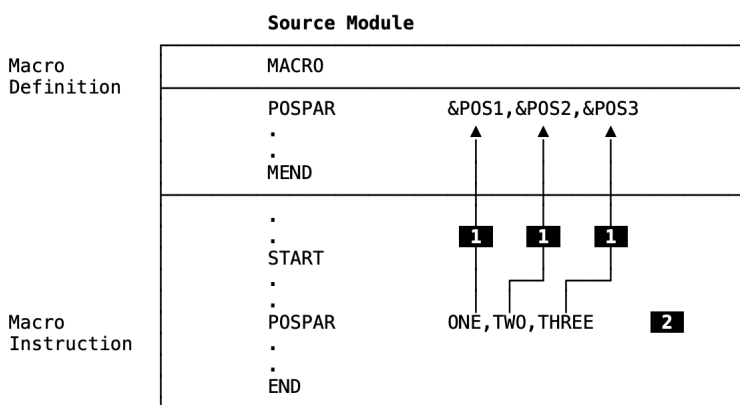 Source Module
Macro
Definition
MACRO
POSPAR &POS1,&POS2,&POS3
.
.
MEND
.
.
1 1 1
START
.
.
Macro
Instruction
POSPAR ONE,TWO,THREE 2
.
.
END